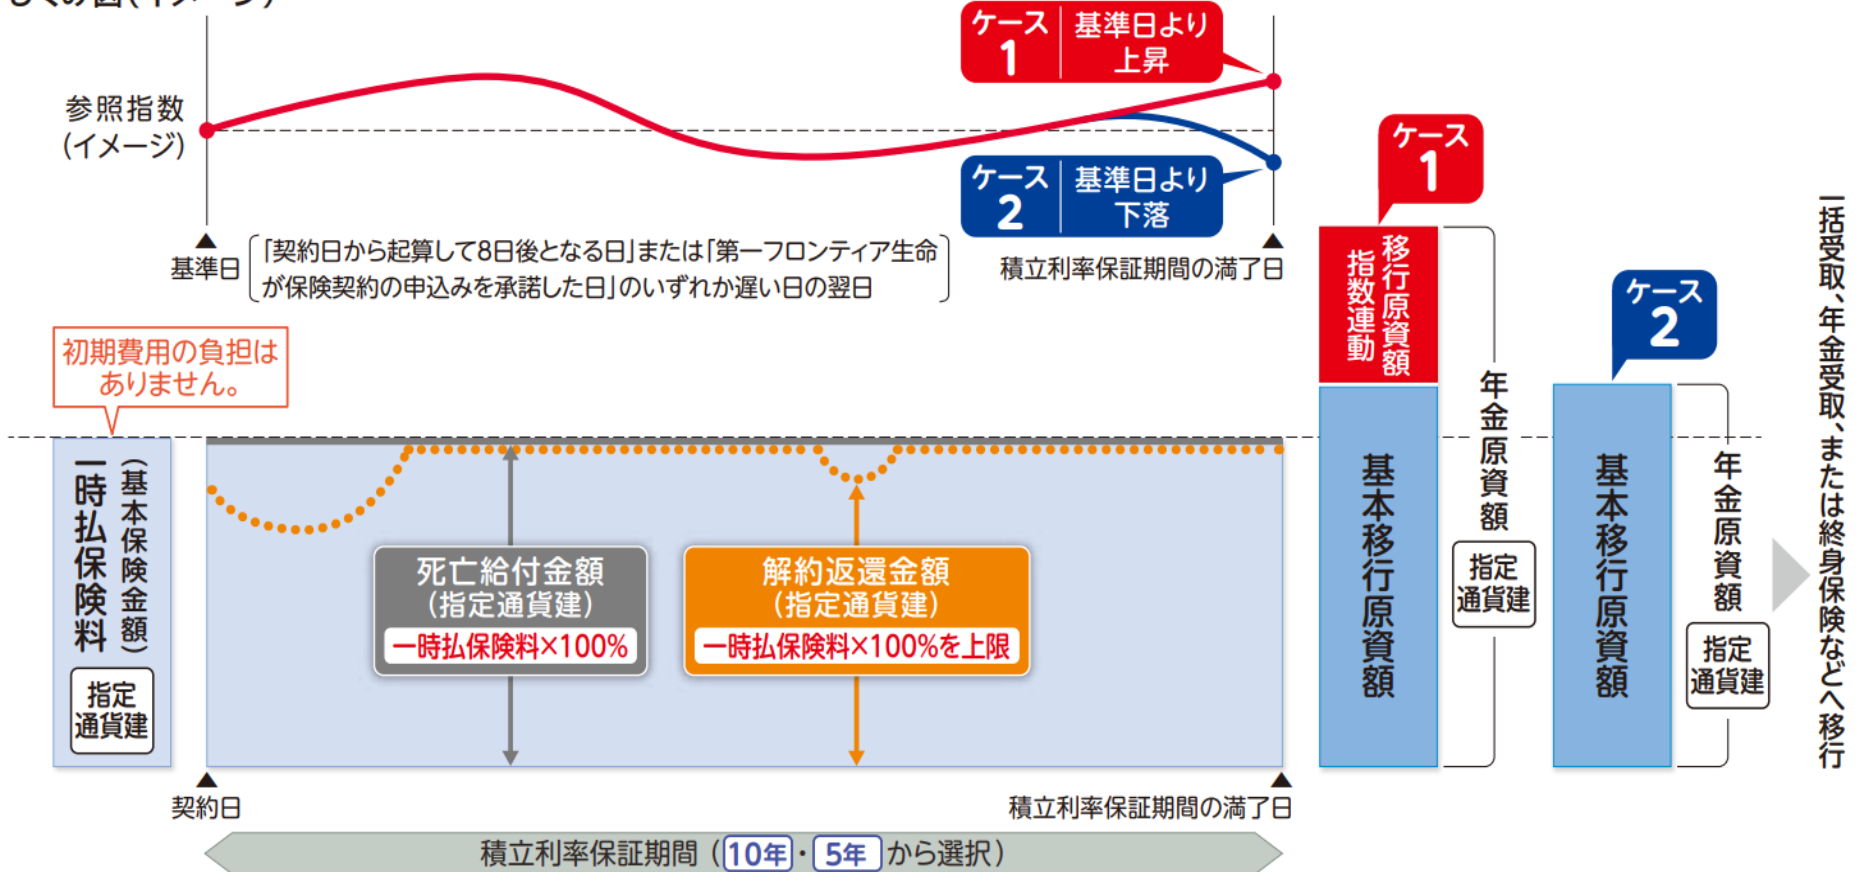 しくみ図(イメージ)
ケース
1
基準日より
上昇
参照指数
(イメージ)
ケース
2
基準日より
下落
基準日
「契約日から起算して8日後となる日」または「第一フロンティア生命
が保険契約の申込みを承諾した日」のいずれか遅い日の翌日
積立利率保証期間の満了日
初期費用の負担は
ありません。
一時払保険料
(基本保険金額)
指定
通貨建
死亡給付金額
(指定通貨建)
一時払保険料×100%
解約返還金額
(指定通貨建)
一時払保険料×100%を上限
契約日
積立利率保証期間の満了日
積立利率保証期間(10年・5年から選択)
ケース
1
指数連動
移行原資額
基本移行原資額
年金原資額
指定
通貨建
ケース
2
基本移行原資額
年金原資額
指定
通貨建
一括受取、年金受取、または終身保険などへ移行